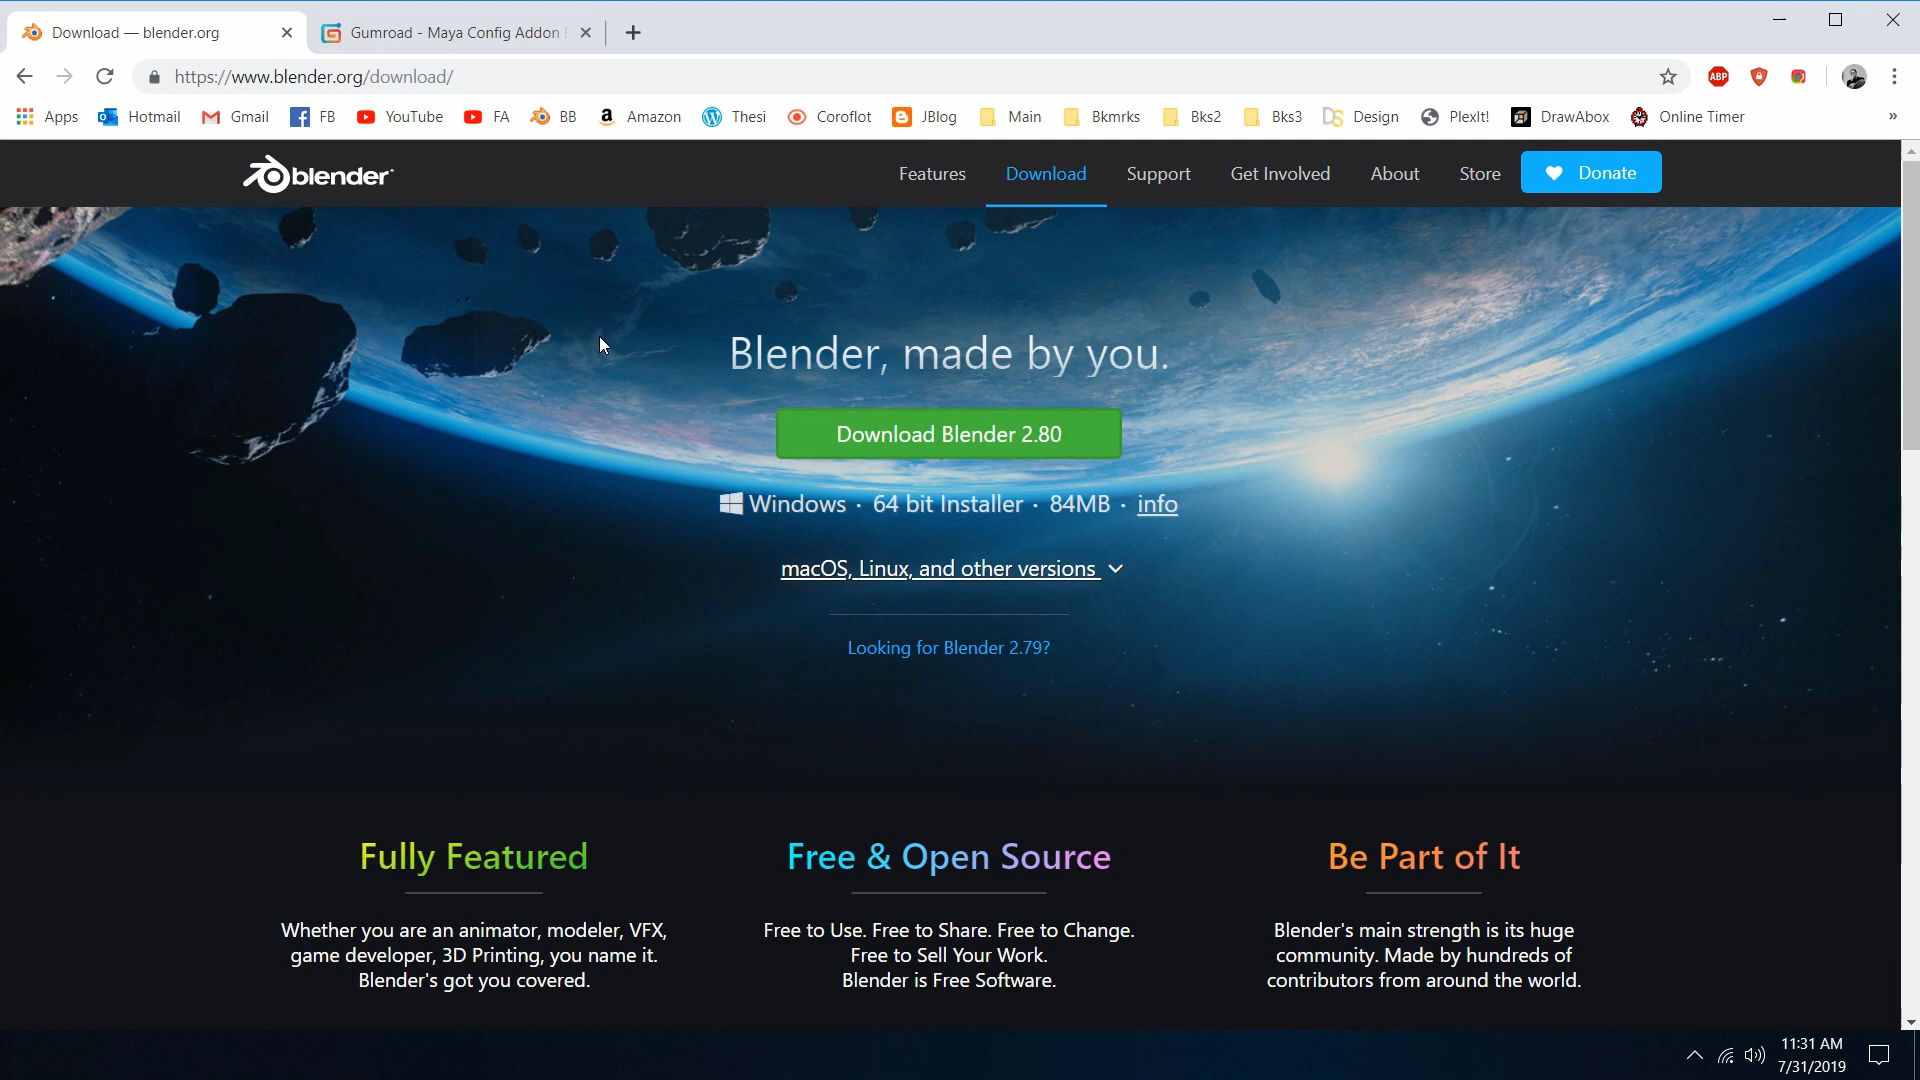 Download — blender.org
Gumroad - Maya Config Addon
https://www.blender.org/download/
ABP
Apps
Hotmail
Gmail
FB
YouTube
FA
BB
Amazon
Thesi
Coroflot
JBlog
Main
Bkmrks
Bks2
Bks3
Design
PlexIt!
DrawAbox
Online Timer
»
blender
Features
Download
Support
Get Involved
About
Store
Donate
Blender, made by you.
Download Blender 2.80
Windows · 64 bit Installer · 84MB · info
macOS, Linux, and other versions
Looking for Blender 2.79?
Fully Featured
Whether you are an animator, modeler, VFX,
game developer, 3D Printing, you name it.
Blender's got you covered.
Free & Open Source
Free to Use. Free to Share. Free to Change.
Free to Sell Your Work.
Blender is Free Software.
Be Part of It
Blender's main strength is its huge
community. Made by hundreds of
contributors from around the world.
11:31 AM
7/31/2019